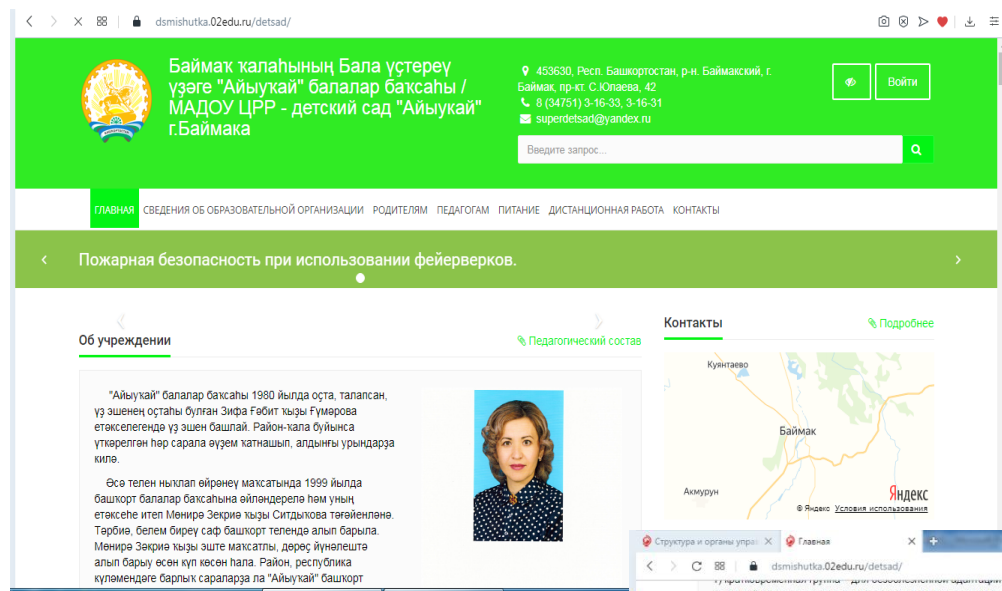 dsmishutka.02edu.ru/detsad/
Баймаҡ ҡалаһының Бала үҫтереү
үҙәге "Айыуҡай" балалар баҡсаһы /
МАДОУ ЦРР - детский сад "Айыукай"
г.Баймака
453630, Респ. Башкортостан, р-н. Баймакский, г.
Баймак, пр-кт. С.Юлаева, 42
8 (34751) 3-16-33, 3-16-31
superdetsad@yandex.ru
Войти
Введите запрос...
ГЛАВНАЯ СВЕДЕНИЯ ОБ ОБРАЗОВАТЕЛЬНОЙ ОРГАНИЗАЦИИ РОДИТЕЛЯМ ПЕДАГОГАМ ПИТАНИЕ ДИСТАНЦИОННАЯ РАБОТА КОНТАКТЫ
Пожарная безопасность при использовании фейерверков.
Об учреждении
Педагогический состав
"Айыуҡай" балалар баҡсаһы 1980 йылда оҫта, талапсан,
үҙ эшенең оҫтаһы булған Зифа Ғөбит ҡыҙы Ғүмәрова
етәкселегендә үҙ эшен башлай. Район-ҡала буйынса
үткәрелгән һәр сарала әүҙем ҡатнашып, алдынғы урындарҙа
килә.
Әсә телен ныҡлап өйрәнеү маҡсатында 1999 йылда
башҡорт балалар баҡсаһына әйләндерелә һәм уның
етәксеһе итеп Мөнирә Зәкриә ҡыҙы Ситдыҡова тәғәйенләнә.
Тәрбиә, белем биреү саф башҡорт телендә алып барыла.
Мөнирә Зәкриә ҡыҙы эште маҡсатлы, дөрөҫ йүнәлештә
алып барыу өсөн күп көсөн һала. Район, республика
күләмендәге барлыҡ сараларҙа ла "Айыуҡай" башҡорт
Контакты
Подробнее
Куянтаево
Баймак
Акмурун
Яндекс
© Яндекс Условия использования
Структура и органы упра
Главная
dsmishutka.02edu.ru/detsad/